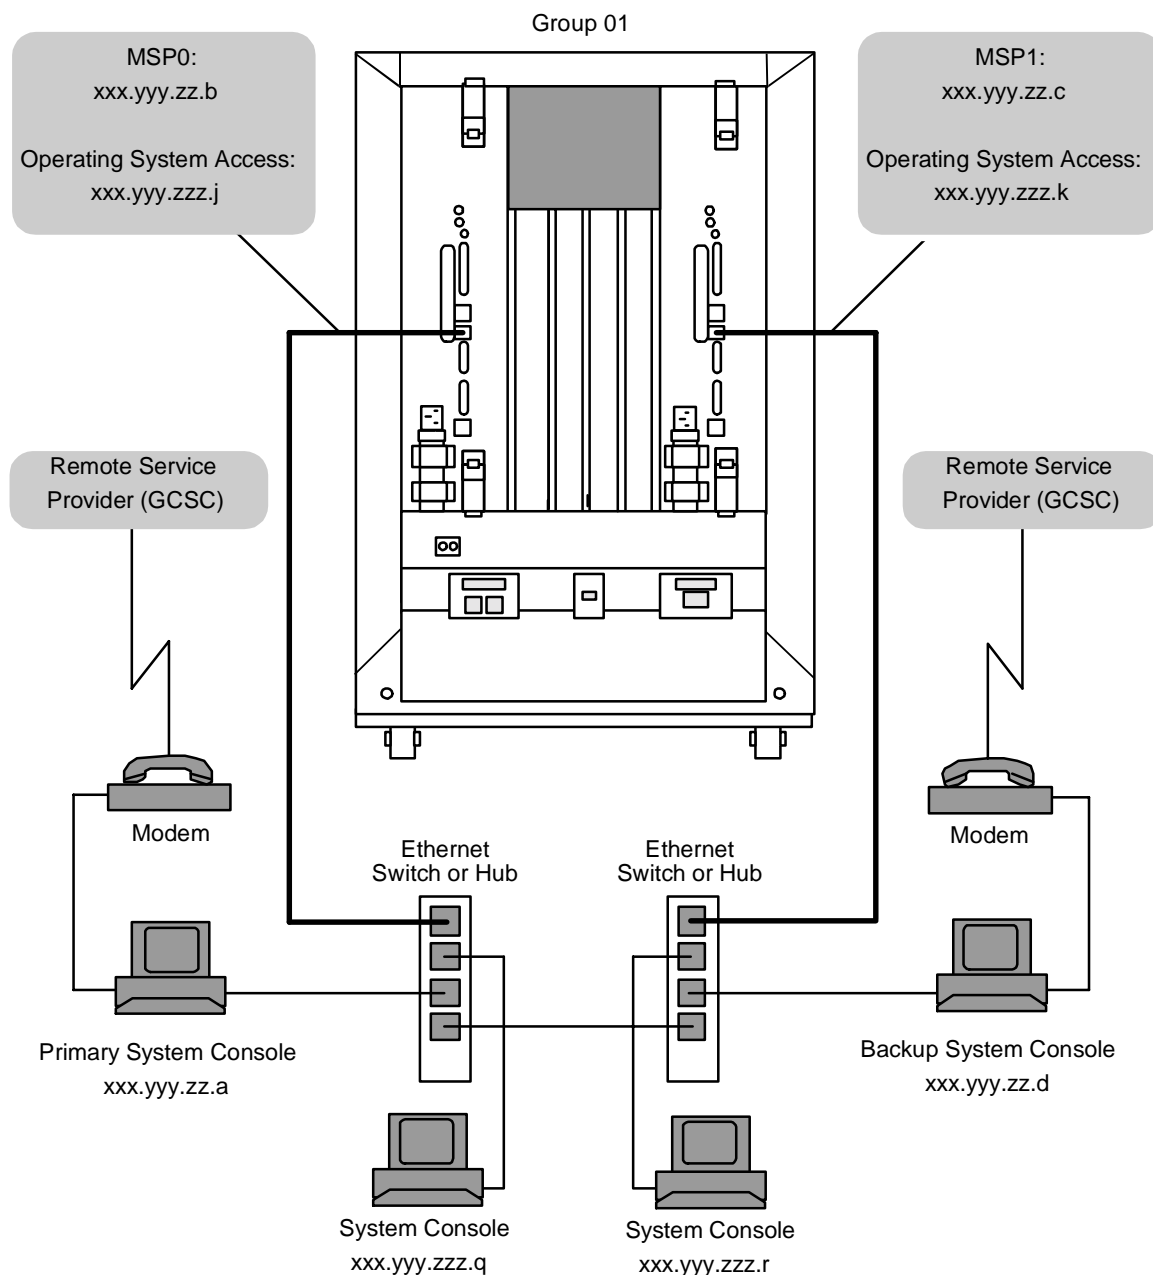 Group 01
MSP0:
xxx.yyy.zz.b
Operating System Access:
xxx.yyy.zzz.j
MSP1:
xxx.yyy.zz.c
Operating System Access:
xxx.yyy.zzz.k
Remote Service
Provider (GCSC)
Remote Service
Provider (GCSC)
Modem
Modem
Ethernet
Switch or Hub
Ethernet
Switch or Hub
Primary System Console
xxx.yyy.zz.a
Backup System Console
xxx.yyy.zz.d
System Console
xxx.yyy.zzz.q
System Console
xxx.yyy.zzz.r